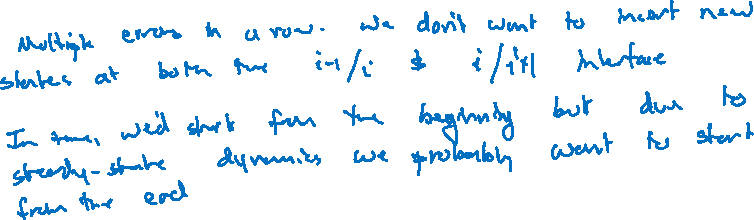 Multiple errors in a row. We don't want to insert new
states at both the i-1/i & i/i+1 interface
In time, we'd start from the beginning but due to
steady-state dynamics we probably want to start
from the end